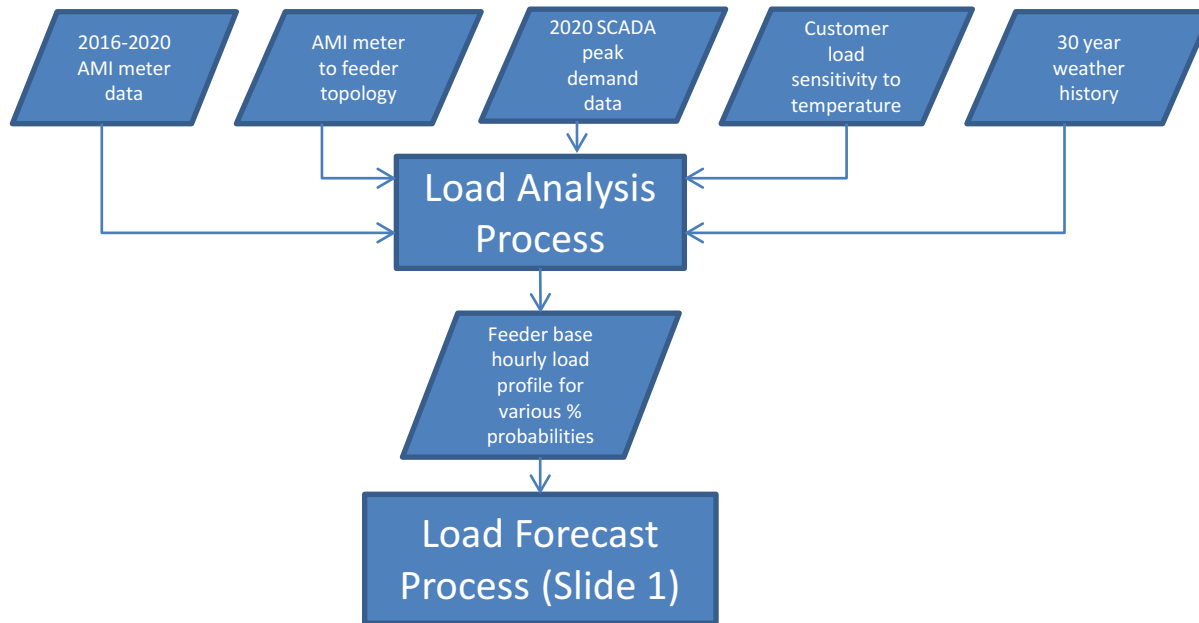 2016-2020
AMI meter
data
AMI meter
to feeder
topology
2020 SCADA
peak
demand
data
Customer
load
sensitivity to
temperature
30 year
weather
history
Load Analysis
Process
Feeder base
hourly load
profile for
various %
probabilities
Load Forecast
Process (Slide 1)